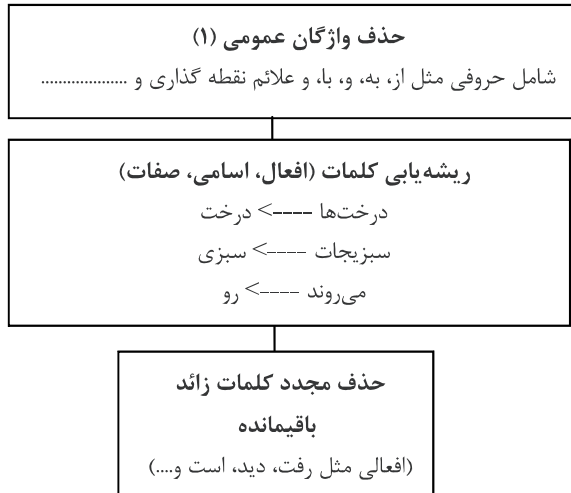 حذف واژگان عمومی (۱)
شامل حروفی مثل از، به، و، با، و علائم نقطه گذاری و ....................
ریشه‌یابی کلمات (افعال، اسامی، صفات)
درخت‌ها ----> درخت
سبزیجات ----> سبزی
می‌روند ----> رو
حذف مجدد کلمات زائد
باقیمانده
(افعالی مثل رفت، دید، است و....)